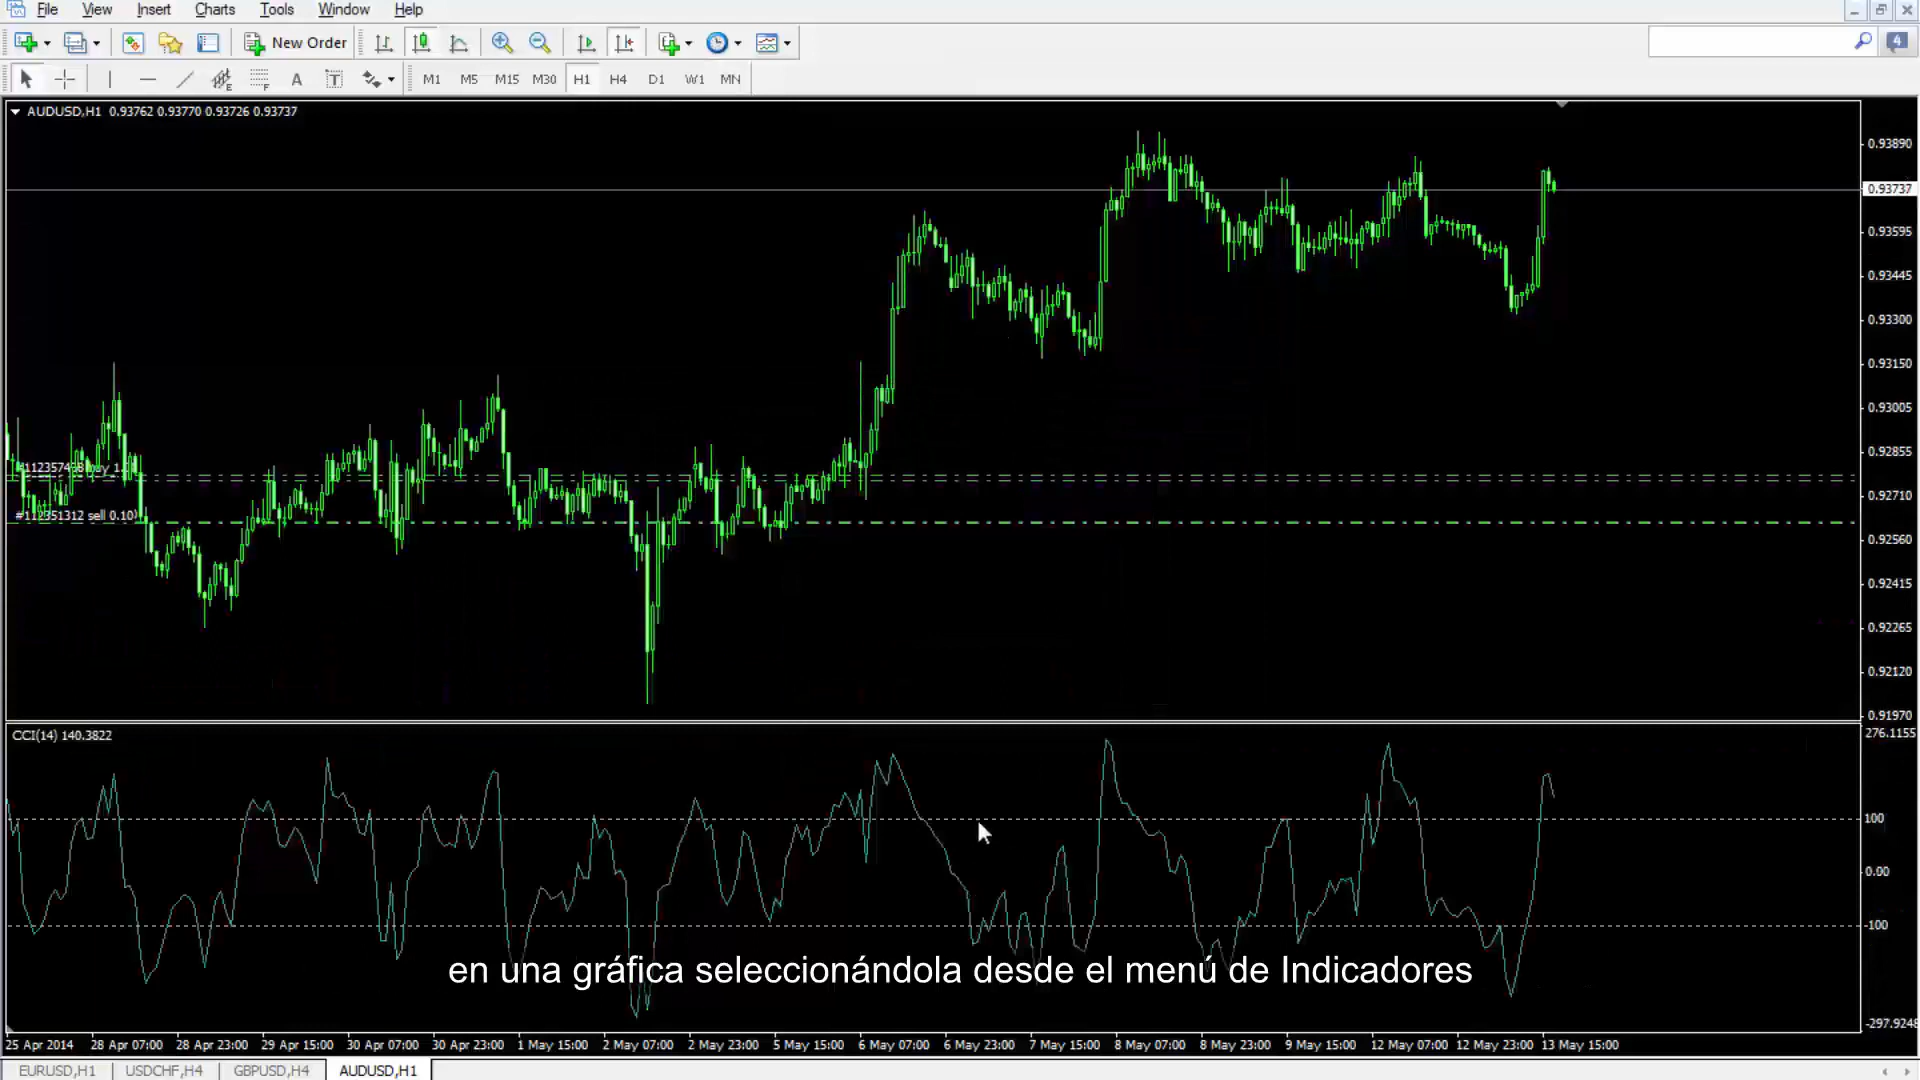 File View Insert Charts Tools Window Help
New Order 4
A T M1 M5 M15 M30 H1 H4 D1 W1 MN
AUDUSD,H1 0.93762 0.93770 0.93726 0.93737
0.93890
0.93737
0.93595
0.93445
0.93300
0.93150
0.93005
0.92855
0.92710
0.92560
0.92415
0.92265
0.92120
0.91970
#112351312 sell 0.10
CCI(14) 140.3822
276.1155
100
0.00
-100
-297.9248
en una gráfica seleccionándola desde el menú de Indicadores
25 Apr 2014 28 Apr 07:00 28 Apr 23:00 29 Apr 15:00 30 Apr 07:00 30 Apr 23:00 1 May 15:00 2 May 07:00 2 May 23:00 5 May 15:00 6 May 07:00 6 May 23:00 7 May 15:00 8 May 07:00 8 May 23:00 9 May 15:00 12 May 07:00 12 May 23:00 13 May 15:00
EURUSD,H1 USDCHF,H4 GBPUSD,H4 AUDUSD,H1